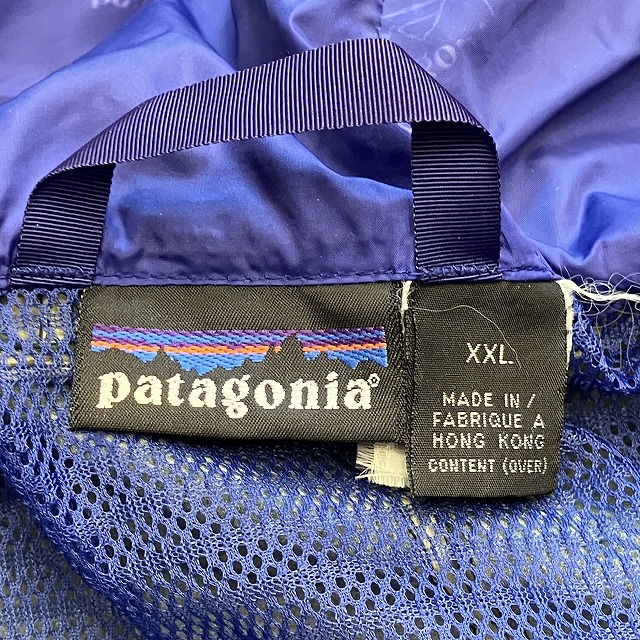 patagonia®
XXL
MADE IN /
FABRIQUE A
HONG KONG
CONTENT (OVER)